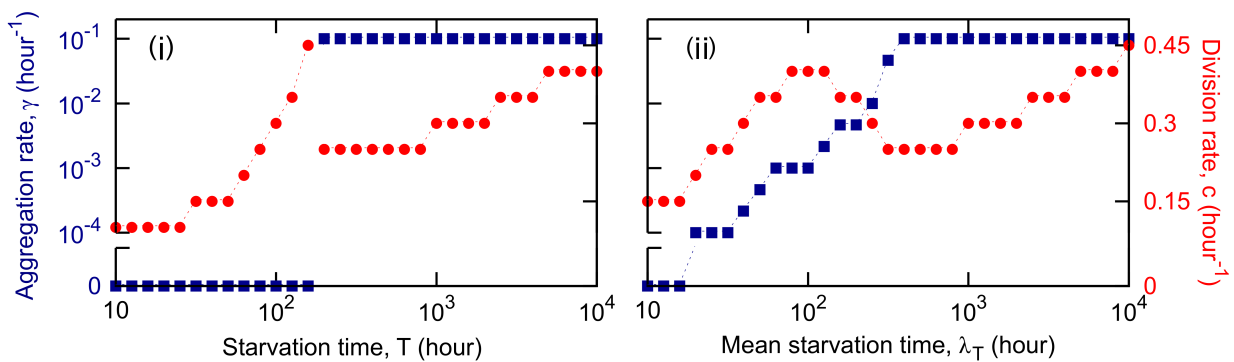 Aggregation rate, γ (hour⁻¹)
10⁻¹
10⁻²
10⁻³
10⁻⁴
0
(i)
10
10²
10³
10⁴
Starvation time, T (hour)
(ii)
10
10²
10³
10⁴
Mean starvation time, λ_T (hour)
0.45
0.3
0.15
0
Division rate, c (hour⁻¹)